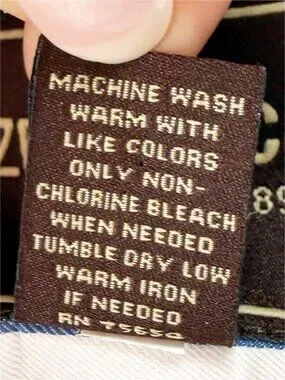 MACHINE WASH
WARM WITH
LIKE COLORS
ONLY NON-
CHLORINE BLEACH
WHEN NEEDED
TUMBLE DRY LOW
WARM IRON
IF NEEDED
RN